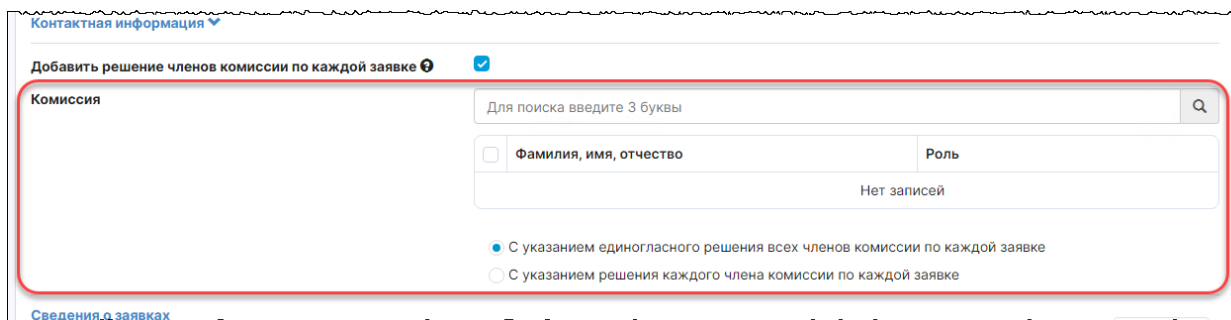 Контактная информация
Добавить решение членов комиссии по каждой заявке
Комиссия
Для поиска введите 3 буквы
Фамилия, имя, отчество Роль
Нет записей
С указанием единогласного решения всех членов комиссии по каждой заявке
С указанием решения каждого члена комиссии по каждой заявке
Сведения о заявках